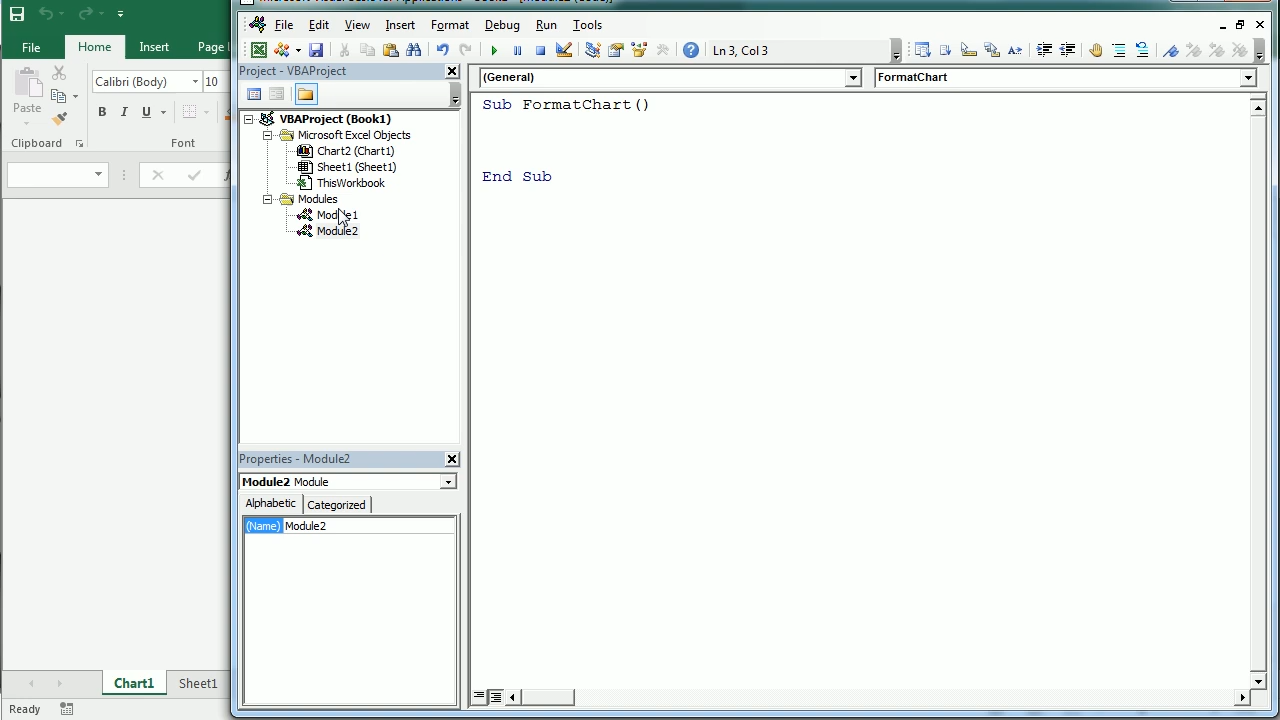 File Edit View Insert Format Debug Run Tools
File Home Insert Page
Ln 3, Col 3
Calibri (Body) 10
Paste
B I U
Clipboard Font
Project - VBAProject
VBAProject (Book1)
Microsoft Excel Objects
Chart2 (Chart1)
Sheet1 (Sheet1)
ThisWorkbook
Modules
Module1
Module2
(General) FormatChart
Sub FormatChart()
End Sub
Properties - Module2
Module2 Module
Alphabetic Categorized
(Name) Module2
Chart1 Sheet1
Ready